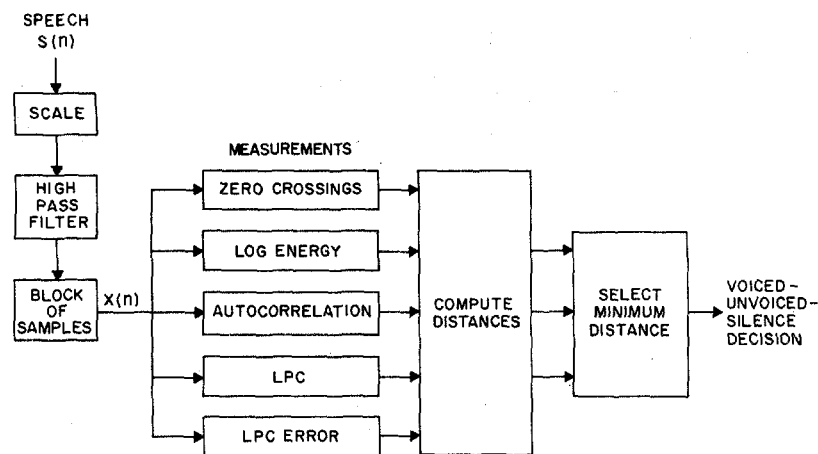 SPEECH
S(n)
SCALE
HIGH
PASS
FILTER
BLOCK
OF
SAMPLES
X(n)
MEASUREMENTS
ZERO CROSSINGS
LOG ENERGY
AUTOCORRELATION
LPC
LPC ERROR
COMPUTE
DISTANCES
SELECT
MINIMUM
DISTANCE
VOICED-
UNVOICED-
SILENCE
DECISION